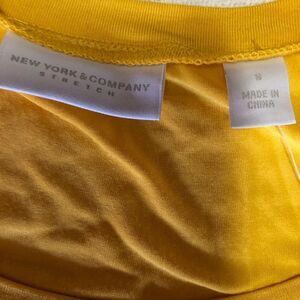 NEW YORK & COMPANY
STRETCH
MADE IN
CHINA